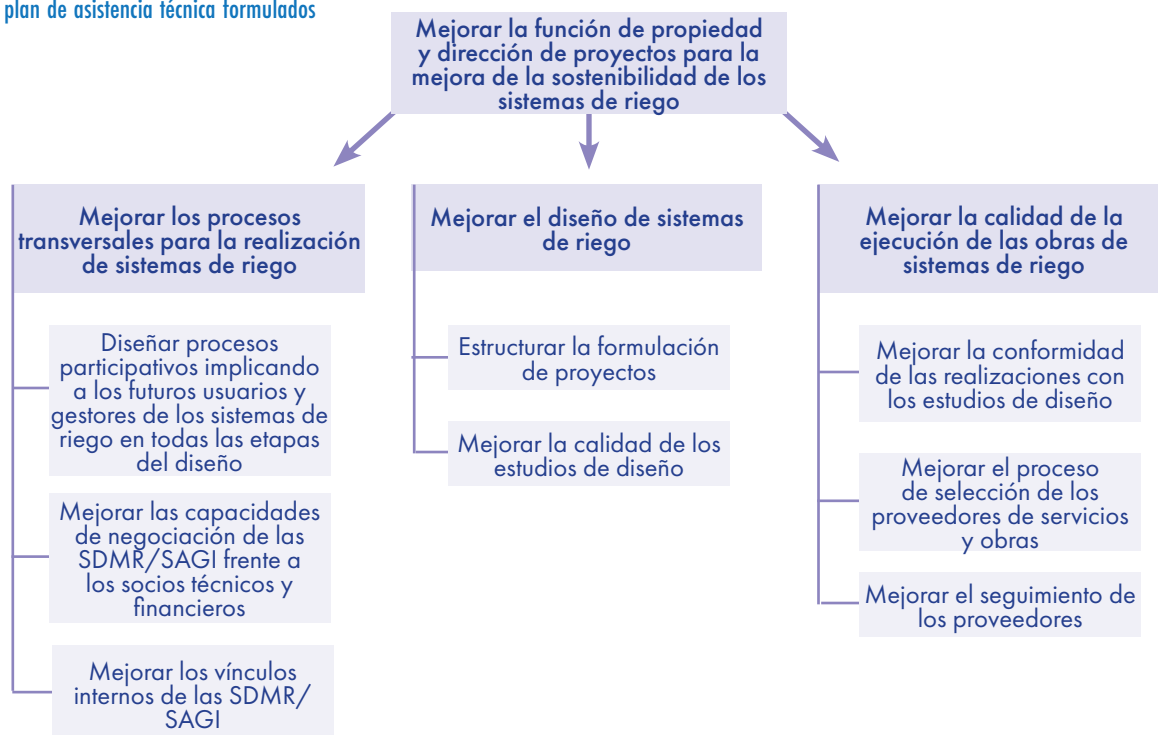 plan de asistencia técnica formulados
Mejorar la función de propiedad
y dirección de proyectos para la
mejora de la sostenibilidad de los
sistemas de riego
Mejorar los procesos
transversales para la realización
de sistemas de riego
Diseñar procesos
participativos implicando
a los futuros usuarios y
gestores de los sistemas de
riego en todas las etapas
del diseño
Mejorar las capacidades
de negociación de las
SDMR/SAGI frente a
los socios técnicos y
financieros
Mejorar los vínculos
internos de las SDMR/
SAGI
Mejorar el diseño de sistemas
de riego
Estructurar la formulación
de proyectos
Mejorar la calidad de los
estudios de diseño
Mejorar la calidad de la
ejecución de las obras de
sistemas de riego
Mejorar la conformidad
de las realizaciones con
los estudios de diseño
Mejorar el proceso
de selección de los
proveedores de servicios
y obras
Mejorar el seguimiento de
los proveedores